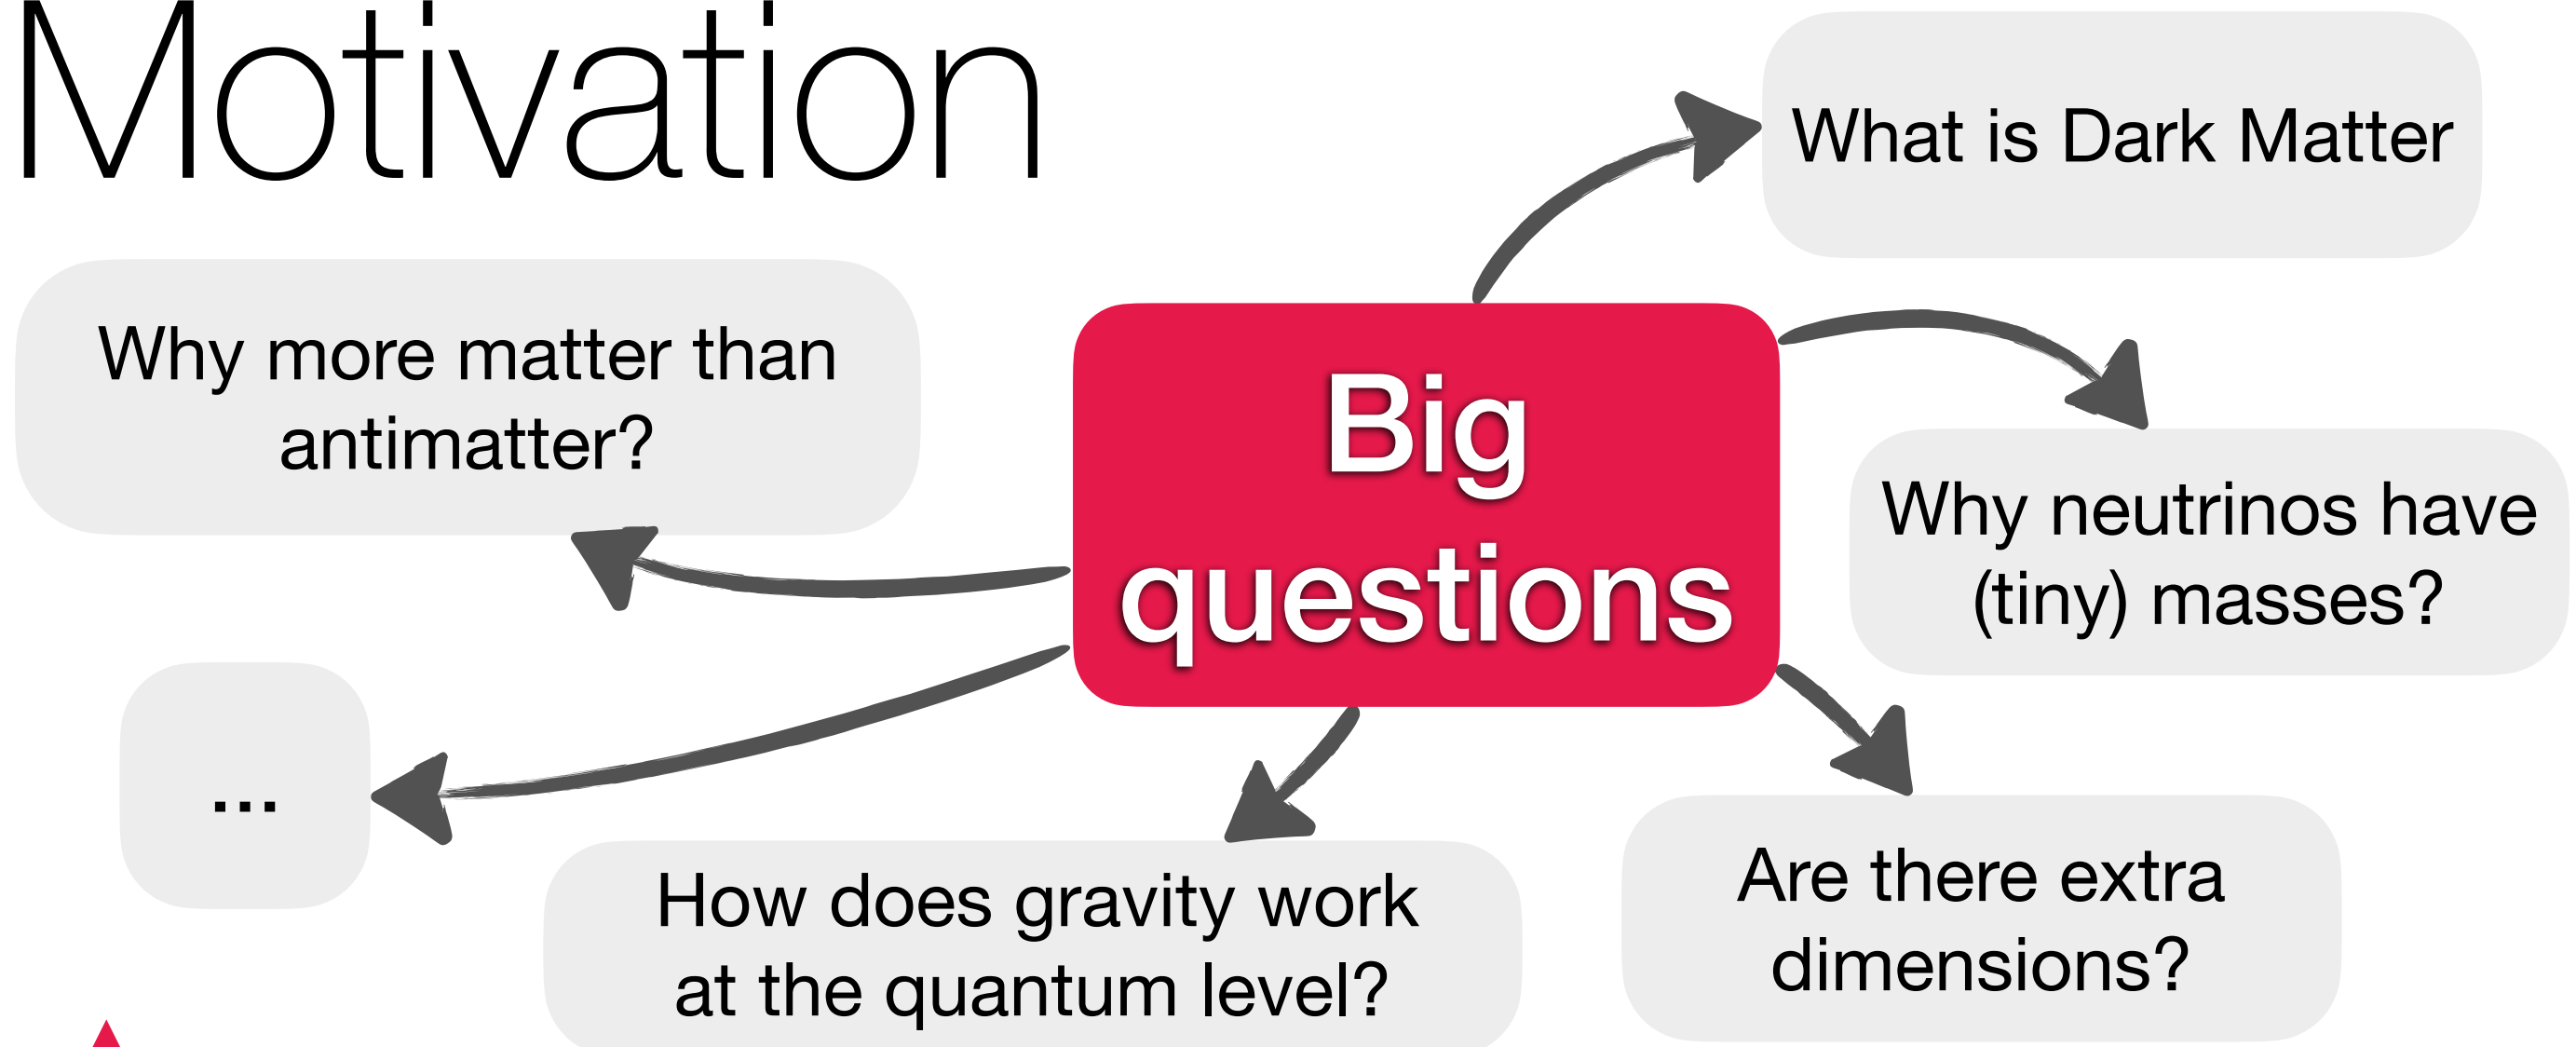 Motivation
What is Dark Matter
Why more matter than
antimatter?
Big
questions
Why neutrinos have
(tiny) masses?
...
How does gravity work
at the quantum level?
Are there extra
dimensions?